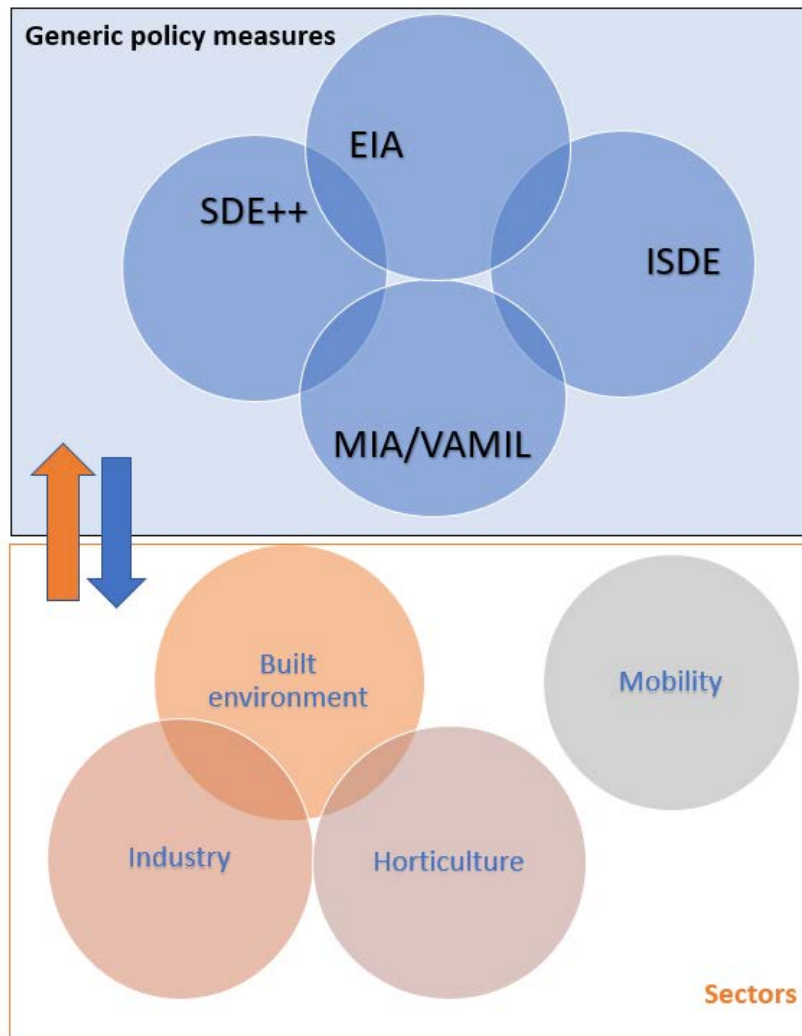 Generic policy measures
EIA
SDE++
ISDE
MIA/VAMIL
Built
environment
Mobility
Industry
Horticulture
Sectors